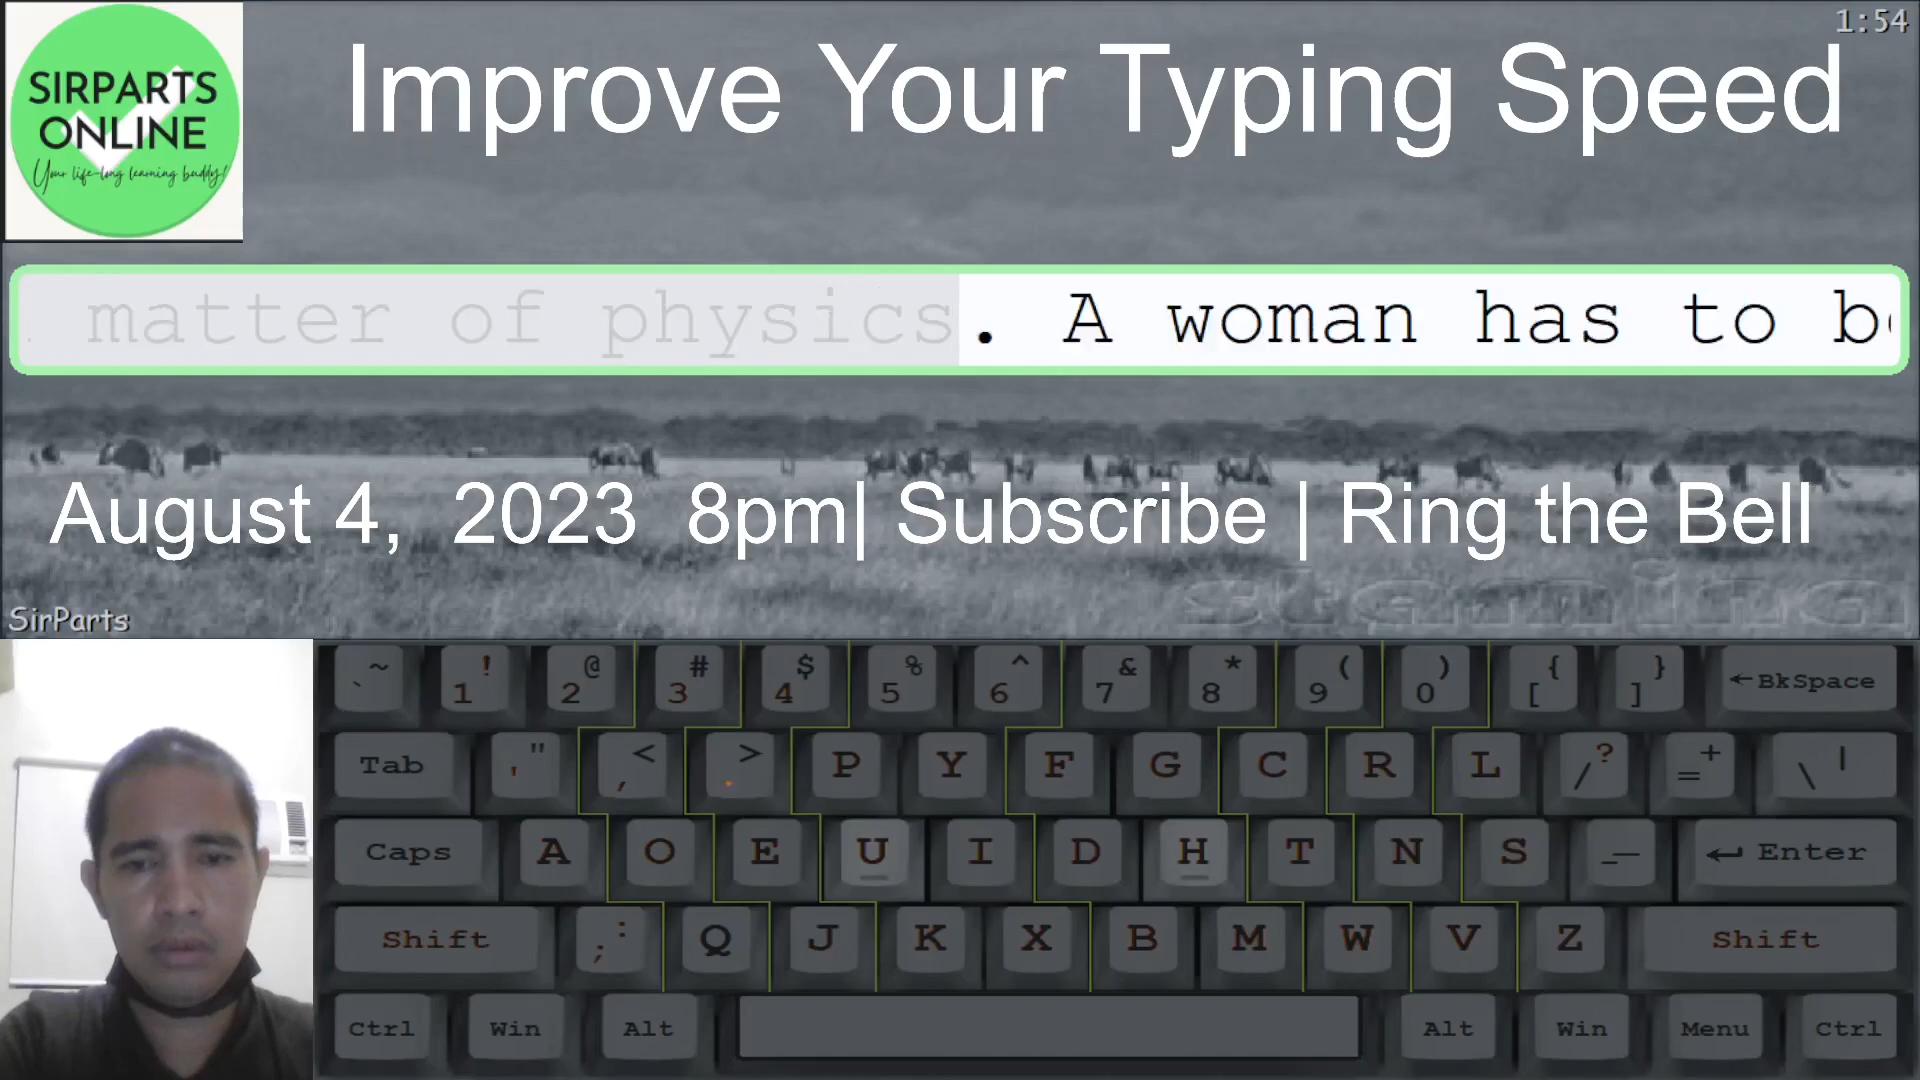 SIRPARTS
ONLINE
Your life-long learning buddy!
1:54
Improve Your Typing Speed
matter of physics. A woman has to be
August 4, 2023 8pm| Subscribe | Ring the Bell
stamina
SirParts
~ ` ! 1 @ 2 # 3 $ 4 % 5 ^ 6 & 7 * 8 ( 9 ) 0 { [ } ] ←BkSpace
Tab " ' < , > . P Y F G C R L ? / + = | \
Caps A O E U I D H T N S _ — ↵ Enter
Shift : ; Q J K X B M W V Z Shift
Ctrl Win Alt Alt Win Menu Ctrl